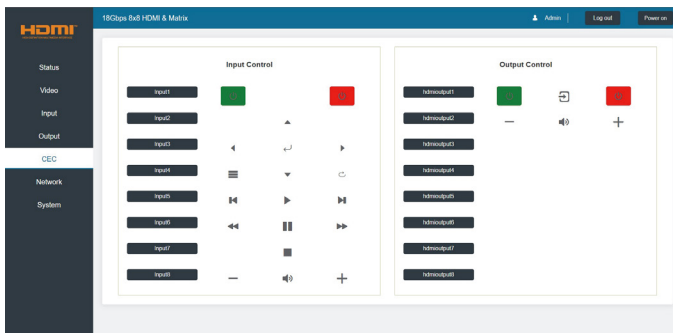 HDMI
18Gbps 8x8 HDMI & Matrix
Admin
Log out
Power on
Status
Video
Input
Output
CEC
Network
System
Input Control
Input1
Input2
Input3
Input4
Input5
Input6
Input7
Input8
Output Control
hdmioutput1
hdmioutput2
hdmioutput3
hdmioutput4
hdmioutput5
hdmioutput6
hdmioutput7
hdmioutput8